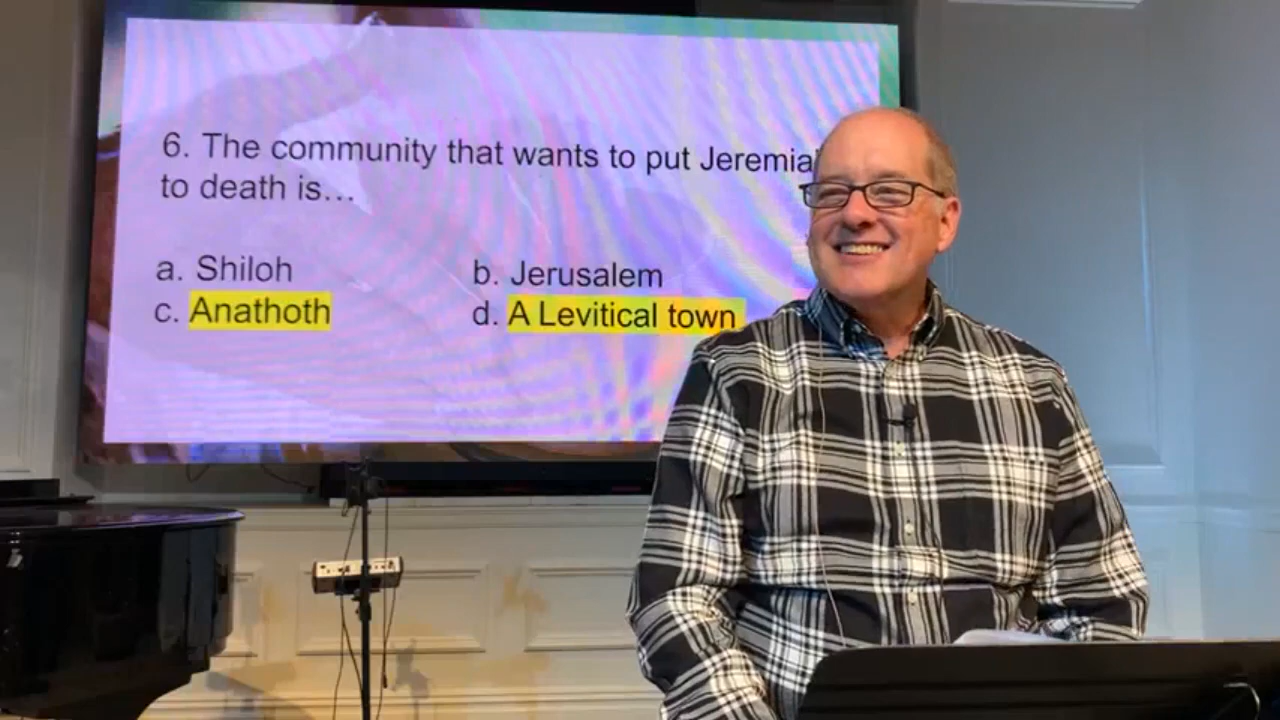 6. The community that wants to put Jeremia
to death is...
a. Shiloh b. Jerusalem
c. Anathoth d. A Levitical town